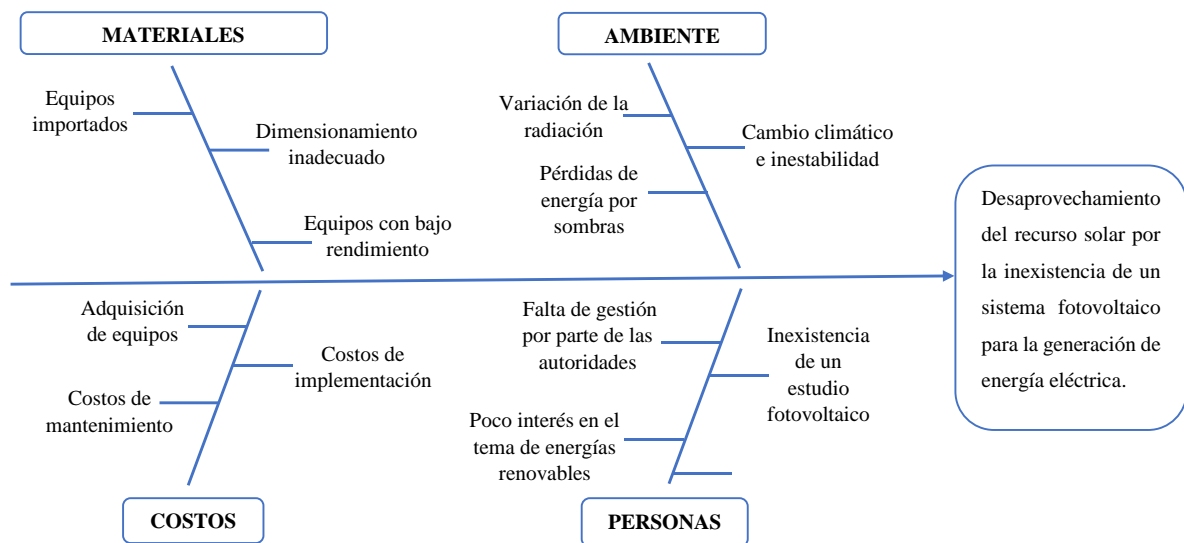 MATERIALES
AMBIENTE
Equipos
importados
Dimensionamiento
inadecuado
Equipos con bajo
rendimiento
Variación de la
radiación
Cambio climático
e inestabilidad
Pérdidas de
energía por
sombras
Desaprovechamiento
del recurso solar por
la inexistencia de un
sistema fotovoltaico
para la generación de
energía eléctrica.
Adquisición
de equipos
Costos de
implementación
Costos de
mantenimiento
Falta de gestión
por parte de las
autoridades
Inexistencia
de un
estudio
fotovoltaico
Poco interés en el
tema de energías
renovables
COSTOS
PERSONAS